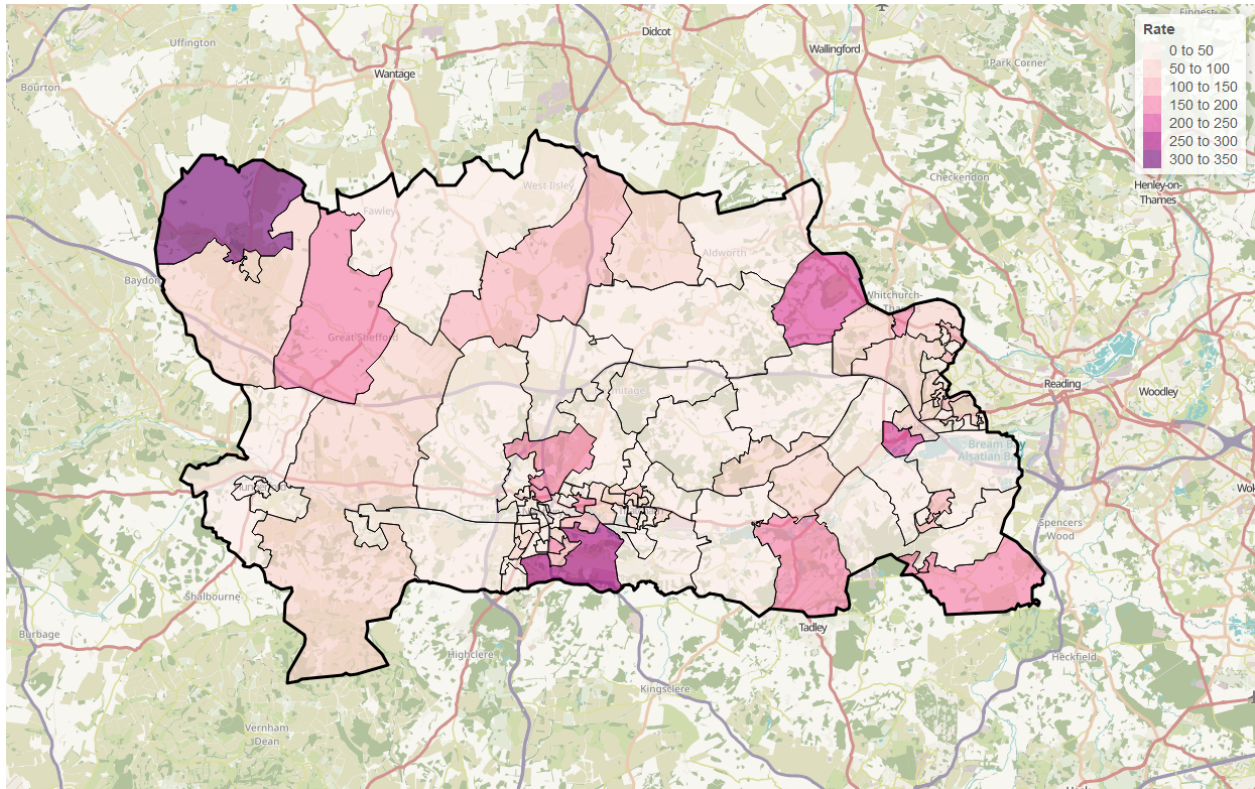 Uffington
Didcot
Wallingford
Rate
0 to 50
50 to 100
100 to 150
150 to 200
200 to 250
250 to 300
300 to 350
Bourton
Wantage
Park Corner
Checkendon
Henley-on-
Thames
West Ilsley
Fawley
Aldworth
Baydon
Whitchurch-
Great Shefford
Reading
Woodley
Spencers
Wood
Shalbourne
Tadley
Burbage
Highclere
Heckfield
Kingsclere
Vernham
Dean